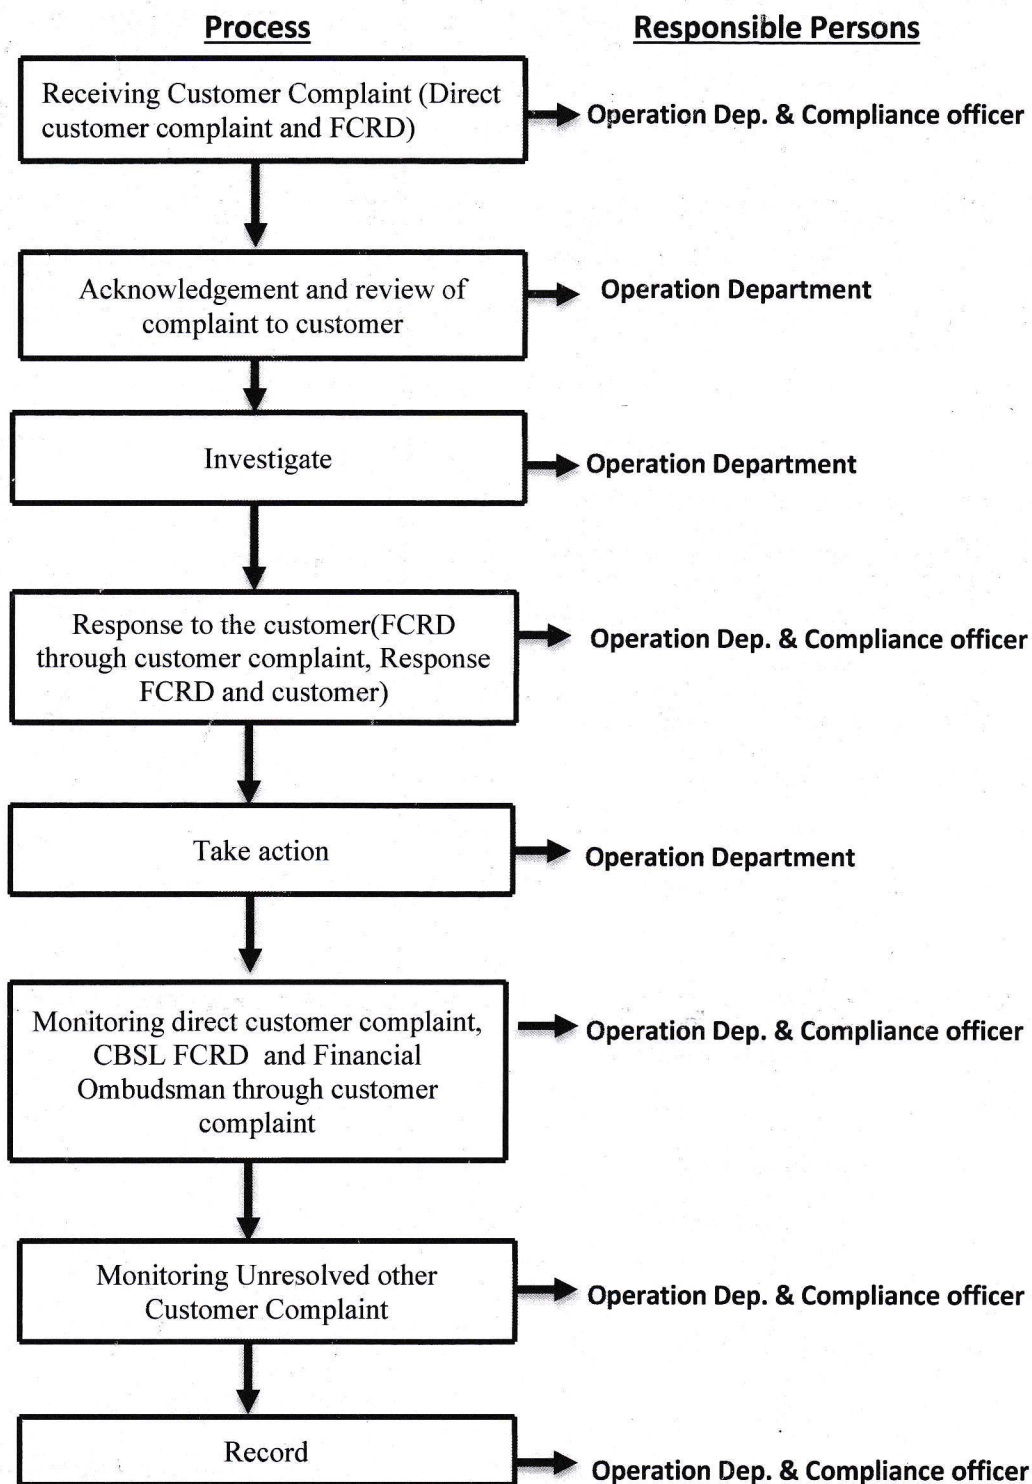 Process
Responsible Persons
Receiving Customer Complaint (Direct
customer complaint and FCRD)
Operation Dep. & Compliance officer
Acknowledgement and review of
complaint to customer
Operation Department
Investigate
Operation Department
Response to the customer(FCRD
through customer complaint, Response
FCRD and customer)
Operation Dep. & Compliance officer
Take action
Operation Department
Monitoring direct customer complaint,
CBSL FCRD and Financial
Ombudsman through customer
complaint
Operation Dep. & Compliance officer
Monitoring Unresolved other
Customer Complaint
Operation Dep. & Compliance officer
Record
Operation Dep. & Compliance officer